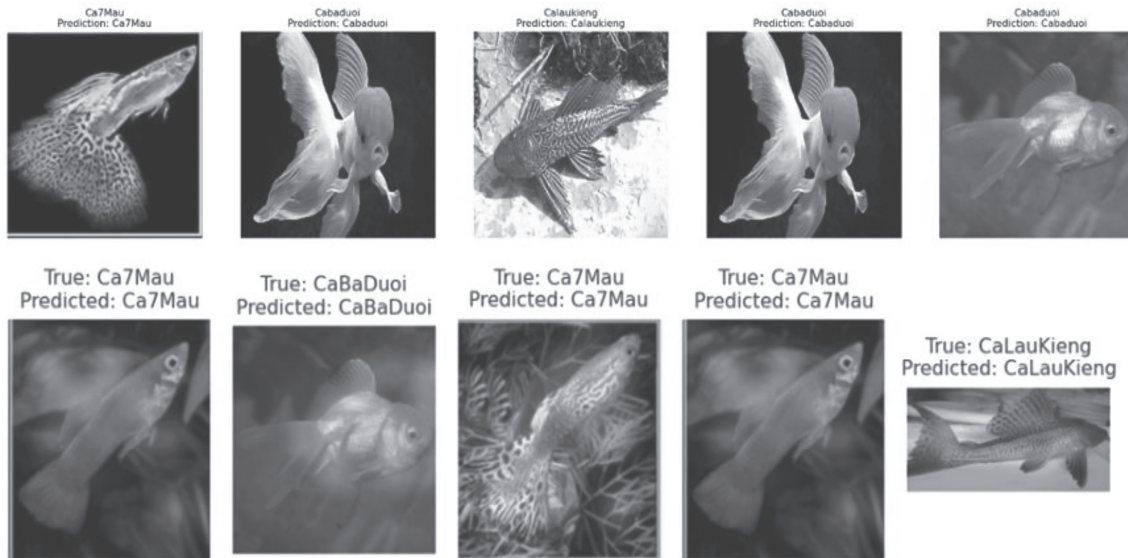 Ca7Mau
Prediction: Ca7Mau
Cabaduoi
Prediction: Cabaduoi
Calaukieng
Prediction: Calaukieng
Cabaduoi
Prediction: Cabaduoi
Cabaduoi
Prediction: Cabaduoi
True: Ca7Mau
Predicted: Ca7Mau
True: CaBaDuoi
Predicted: CaBaDuoi
True: Ca7Mau
Predicted: Ca7Mau
True: Ca7Mau
Predicted: Ca7Mau
True: CaLauKieng
Predicted: CaLauKieng